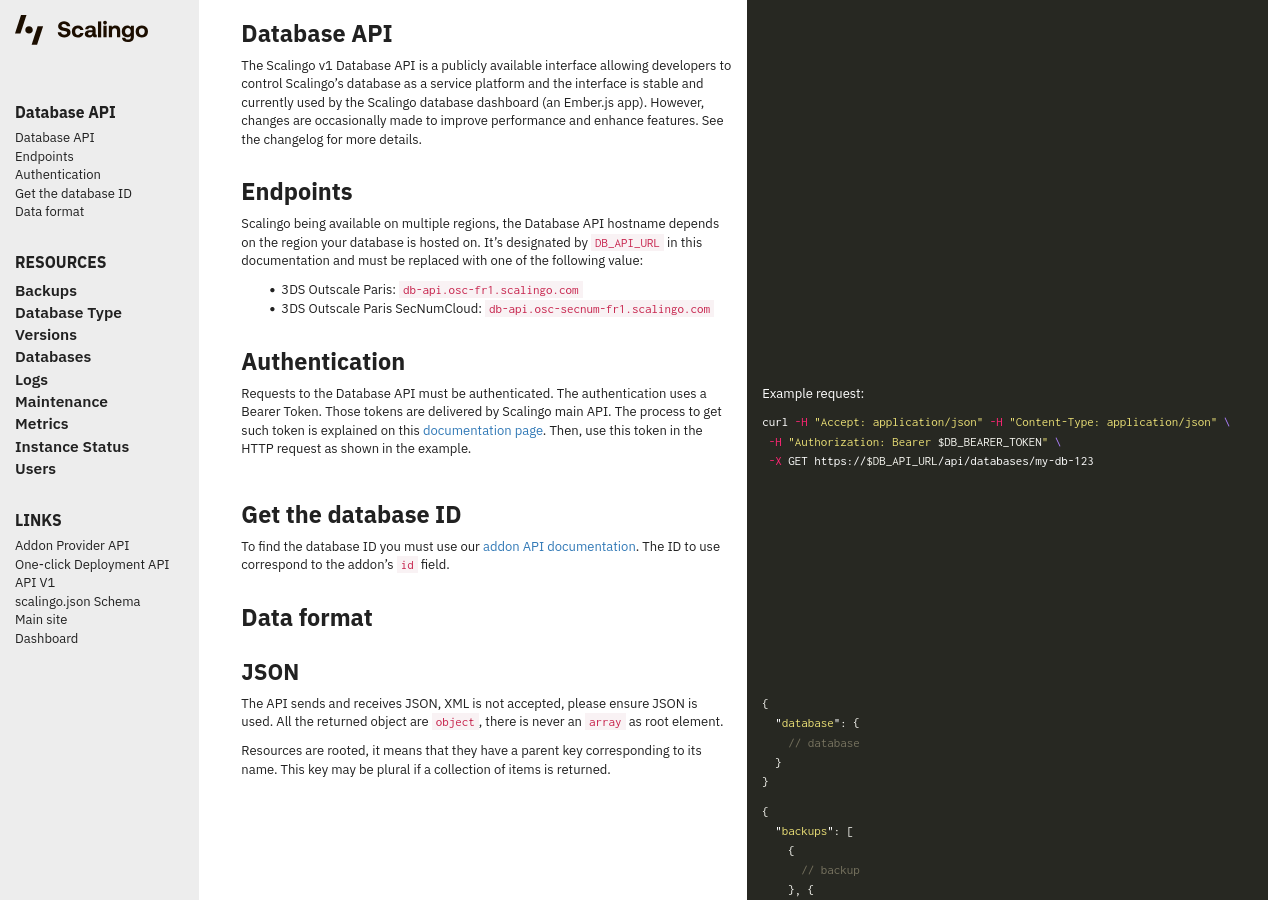 Scalingo
Database API
Database API
Endpoints
Authentication
Get the database ID
Data format
RESOURCES
Backups
Database Type
Versions
Databases
Logs
Maintenance
Metrics
Instance Status
Users
LINKS
Addon Provider API
One-click Deployment API
API V1
scalingo.json Schema
Main site
Dashboard
Database API
The Scalingo v1 Database API is a publicly available interface allowing developers to
control Scalingo’s database as a service platform and the interface is stable and
currently used by the Scalingo database dashboard (an Ember.js app). However,
changes are occasionally made to improve performance and enhance features. See
the changelog for more details.
Endpoints
Scalingo being available on multiple regions, the Database API hostname depends
on the region your database is hosted on. It’s designated by DB_API_URL in this
documentation and must be replaced with one of the following value:
• 3DS Outscale Paris: db-api.osc-fr1.scalingo.com
• 3DS Outscale Paris SecNumCloud: db-api.osc-secnum-fr1.scalingo.com
Authentication
Requests to the Database API must be authenticated. The authentication uses a
Bearer Token. Those tokens are delivered by Scalingo main API. The process to get
such token is explained on this documentation page. Then, use this token in the
HTTP request as shown in the example.
Example request:
curl -H "Accept: application/json" -H "Content-Type: application/json" \
-H "Authorization: Bearer $DB_BEARER_TOKEN" \
-X GET https://$DB_API_URL/api/databases/my-db-123
Get the database ID
To find the database ID you must use our addon API documentation. The ID to use
correspond to the addon’s id field.
Data format
JSON
The API sends and receives JSON, XML is not accepted, please ensure JSON is
used. All the returned object are object, there is never an array as root element.
Resources are rooted, it means that they have a parent key corresponding to its
name. This key may be plural if a collection of items is returned.
{
"database": {
// database
}
}
{
"backups": [
{
// backup
}, {